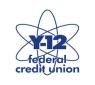 Y-12
federal
credit union